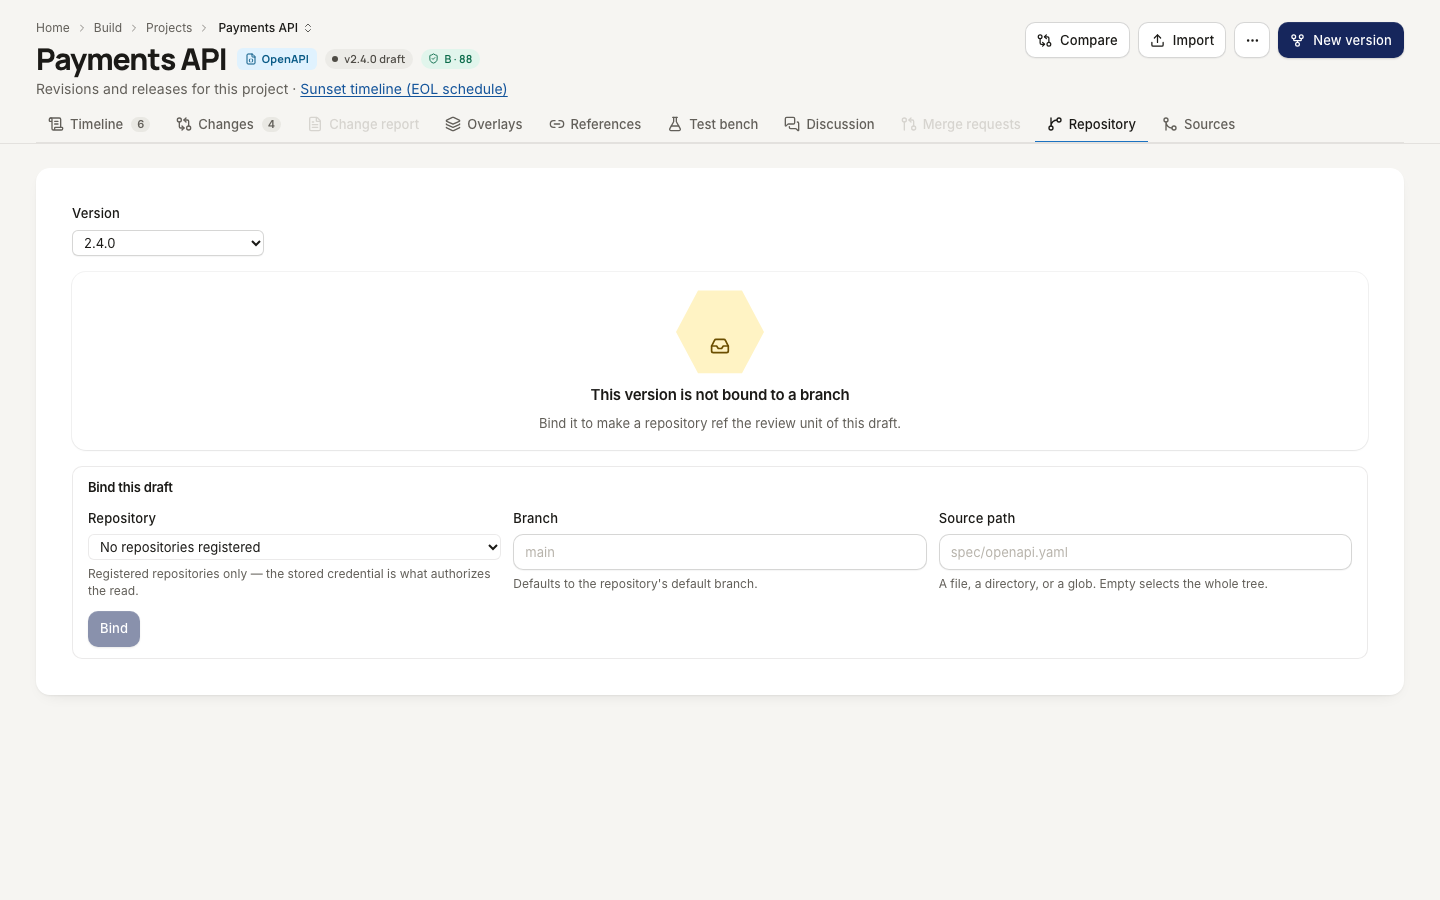 Home > Build > Projects > Payments API
Compare
Import
New version
Payments API
OpenAPI
v2.4.0 draft
B · 88
Revisions and releases for this project · Sunset timeline (EOL schedule)
Timeline 6
Changes 4
Change report
Overlays
References
Test bench
Discussion
Merge requests
Repository
Sources
Version
2.4.0
This version is not bound to a branch
Bind it to make a repository ref the review unit of this draft.
Bind this draft
Repository
No repositories registered
Registered repositories only — the stored credential is what authorizes
the read.
Branch
main
Defaults to the repository's default branch.
Source path
spec/openapi.yaml
A file, a directory, or a glob. Empty selects the whole tree.
Bind